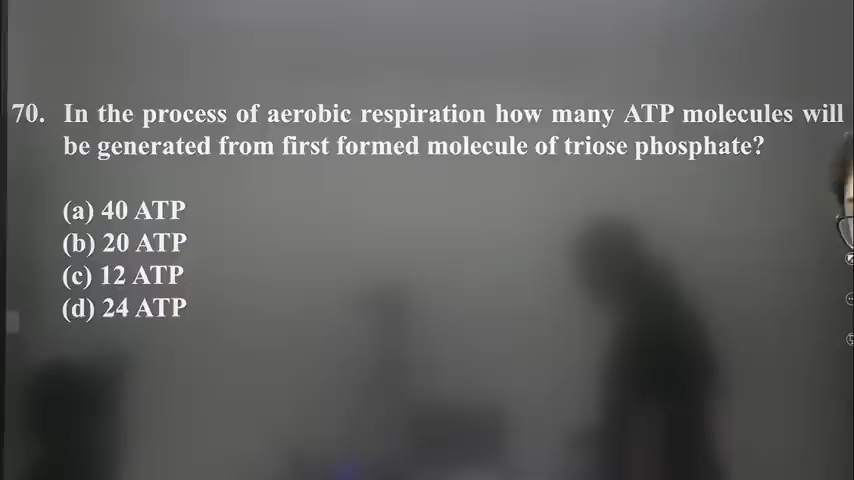 70. In the process of aerobic respiration how many ATP molecules will
be generated from first formed molecule of triose phosphate?
(a) 40 ATP
(b) 20 ATP
(c) 12 ATP
(d) 24 ATP